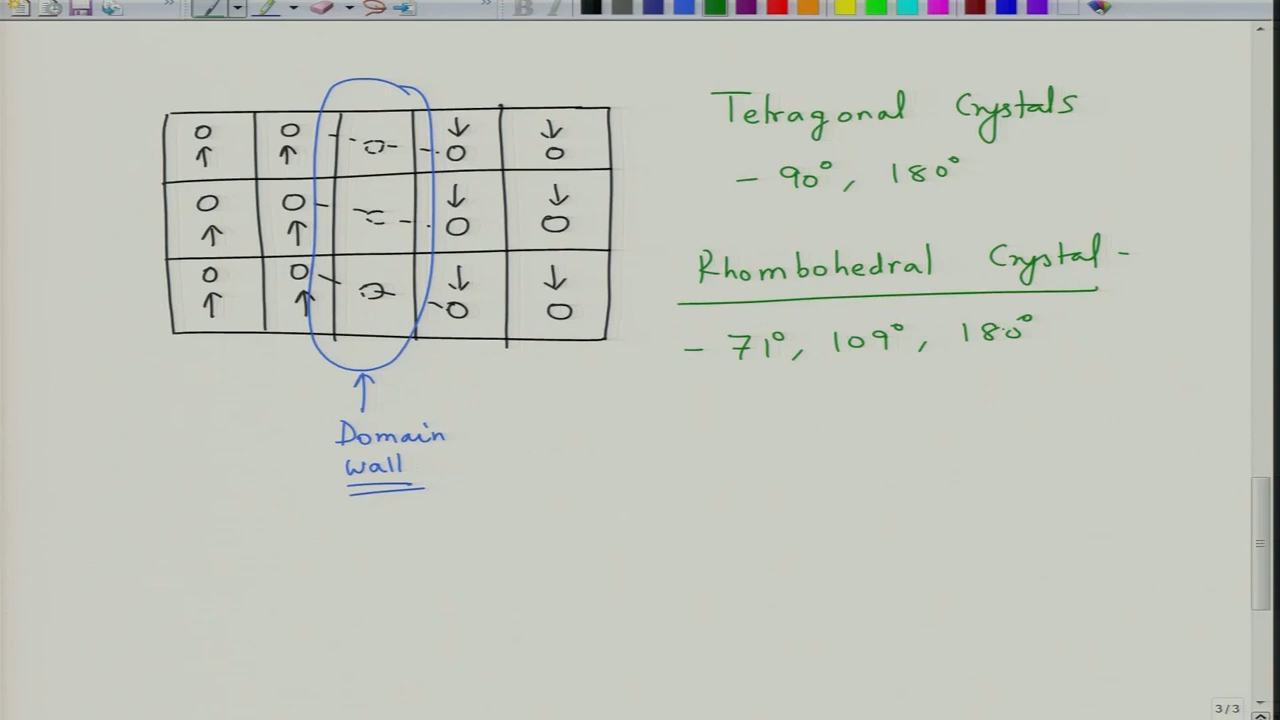 Tetragonal Crystals
- 90°, 180°
Rhombohedral Crystal -
- 71°, 109°, 180°
Domain
wall
3/3